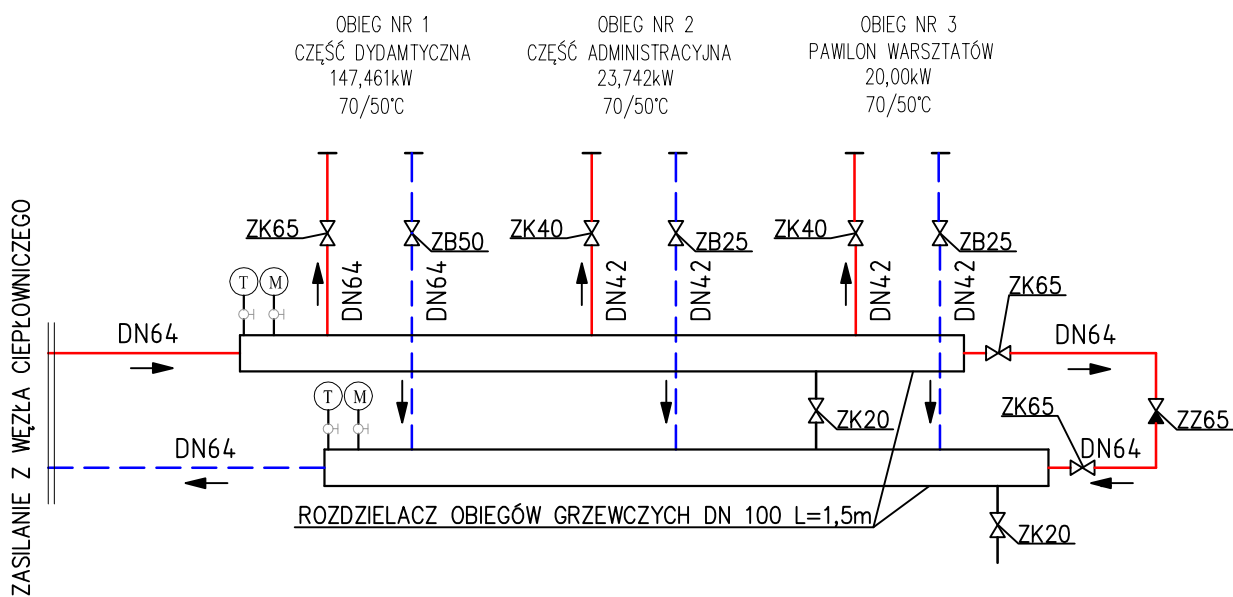 OBIEG NR 1
CZĘŚĆ DYDAMTYCZNA
147,461kW
70/50°C
OBIEG NR 2
CZĘŚĆ ADMINISTRACYJNA
23,742kW
70/50°C
OBIEG NR 3
PAWILON WARSZTATÓW
20,00kW
70/50°C
ZASILANIE Z WĘZŁA CIEPŁOWNICZEGO
ZK65
ZB50
ZK40
ZB25
ZK40
ZB25
DN64
DN64
DN42
DN42
DN42
DN42
T
M
ZK65
DN64
DN64
T
M
ZK20
ZK65
ZZ65
DN64
DN64
ROZDZIELACZ OBIEGÓW GRZEWCZYCH DN 100 L=1,5m
ZK20